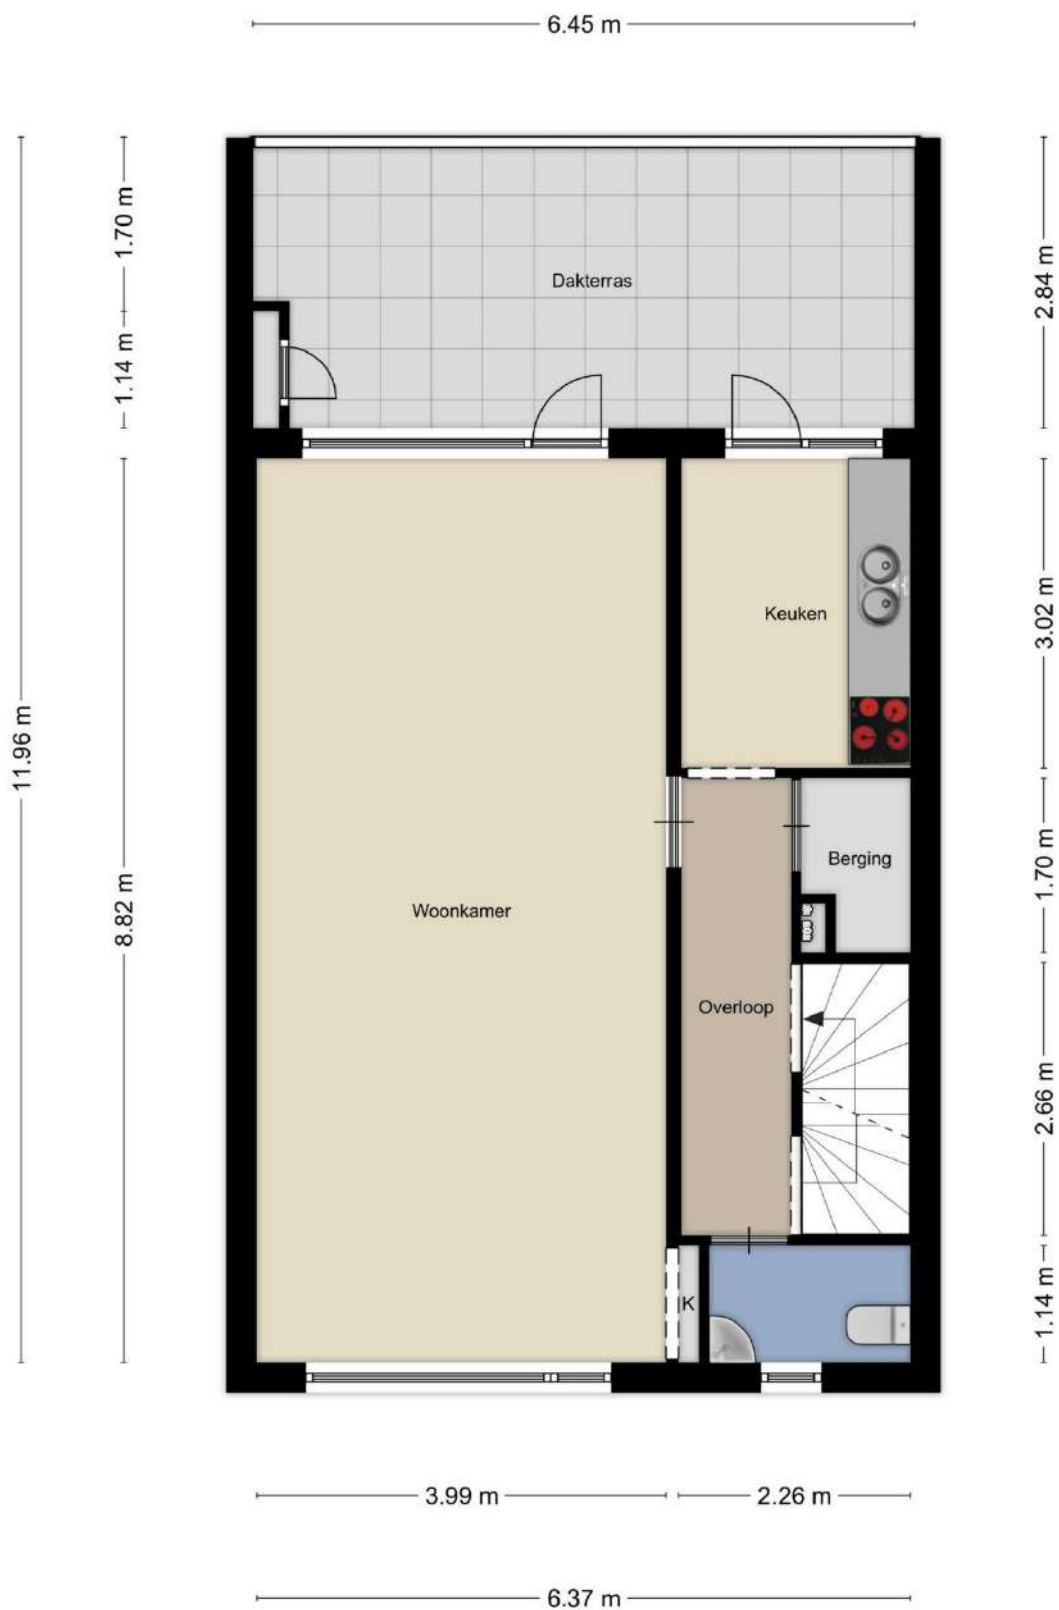 6.45 m
1.70 m
2.84 m
Dakterras
1.14 m
3.02 m
Keuken
11.96 m
8.82 m
1.70 m
Berging
Woonkamer
Overloop
2.66 m
1.14 m
K
3.99 m
2.26 m
6.37 m